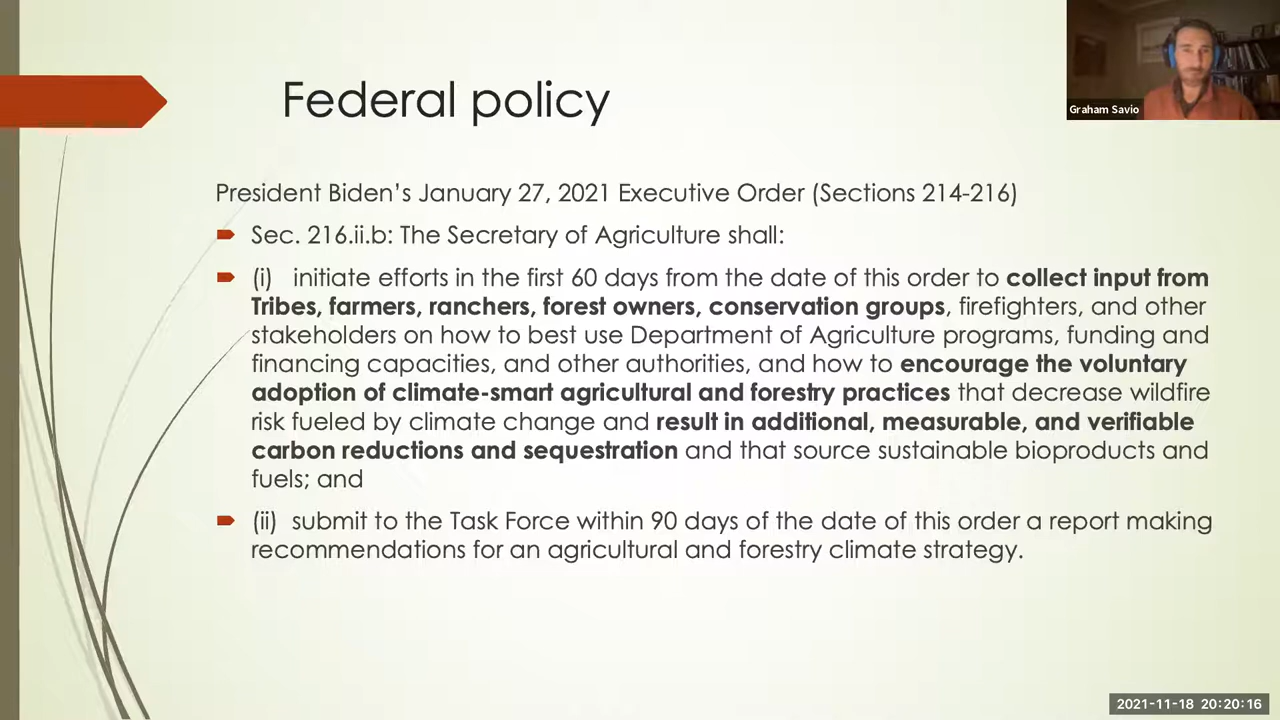 Federal policy
Graham Savio
President Biden’s January 27, 2021 Executive Order (Sections 214-216)
Sec. 216.ii.b: The Secretary of Agriculture shall:
(i) initiate efforts in the first 60 days from the date of this order to collect input from
Tribes, farmers, ranchers, forest owners, conservation groups, firefighters, and other
stakeholders on how to best use Department of Agriculture programs, funding and
financing capacities, and other authorities, and how to encourage the voluntary
adoption of climate-smart agricultural and forestry practices that decrease wildfire
risk fueled by climate change and result in additional, measurable, and verifiable
carbon reductions and sequestration and that source sustainable bioproducts and
fuels; and
(ii) submit to the Task Force within 90 days of the date of this order a report making
recommendations for an agricultural and forestry climate strategy.
2021-11-18 20:20:16